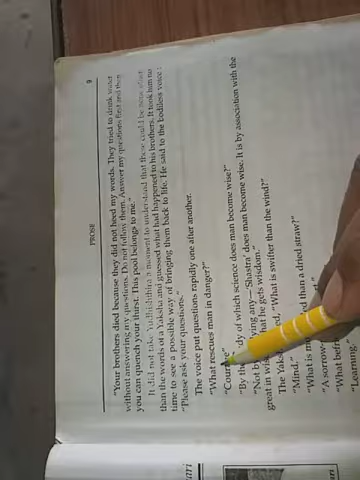 PROSE 9
"Your brothers died because they did not heed my words. They tried to drink water
without answering my questions. Do not follow them. Answer my questions first and then
you can quench your thirst. This pool belongs to me."
It did not take Yudhishthira a moment to understand that these could be none other
than the words of a Yaksha and guessed what had happened to his brothers. It took him no
time to see a possible way of bringing them back to life. He said to the bodiless voice :
"Please ask your questions."
The voice put questions rapidly one after another.
"What rescues man in danger?"
"Courage"
"By the dy of which science does man become wise?"
"Not by ying any—'Shastra' does man become wise. It is by association with the
great in wis that he gets wisdom."
The Yaks ed, "What is swifter than the wind?"
"Mind."
"What is mo ted than a dried straw?"
"A sorrow
"What befr
"Learning.